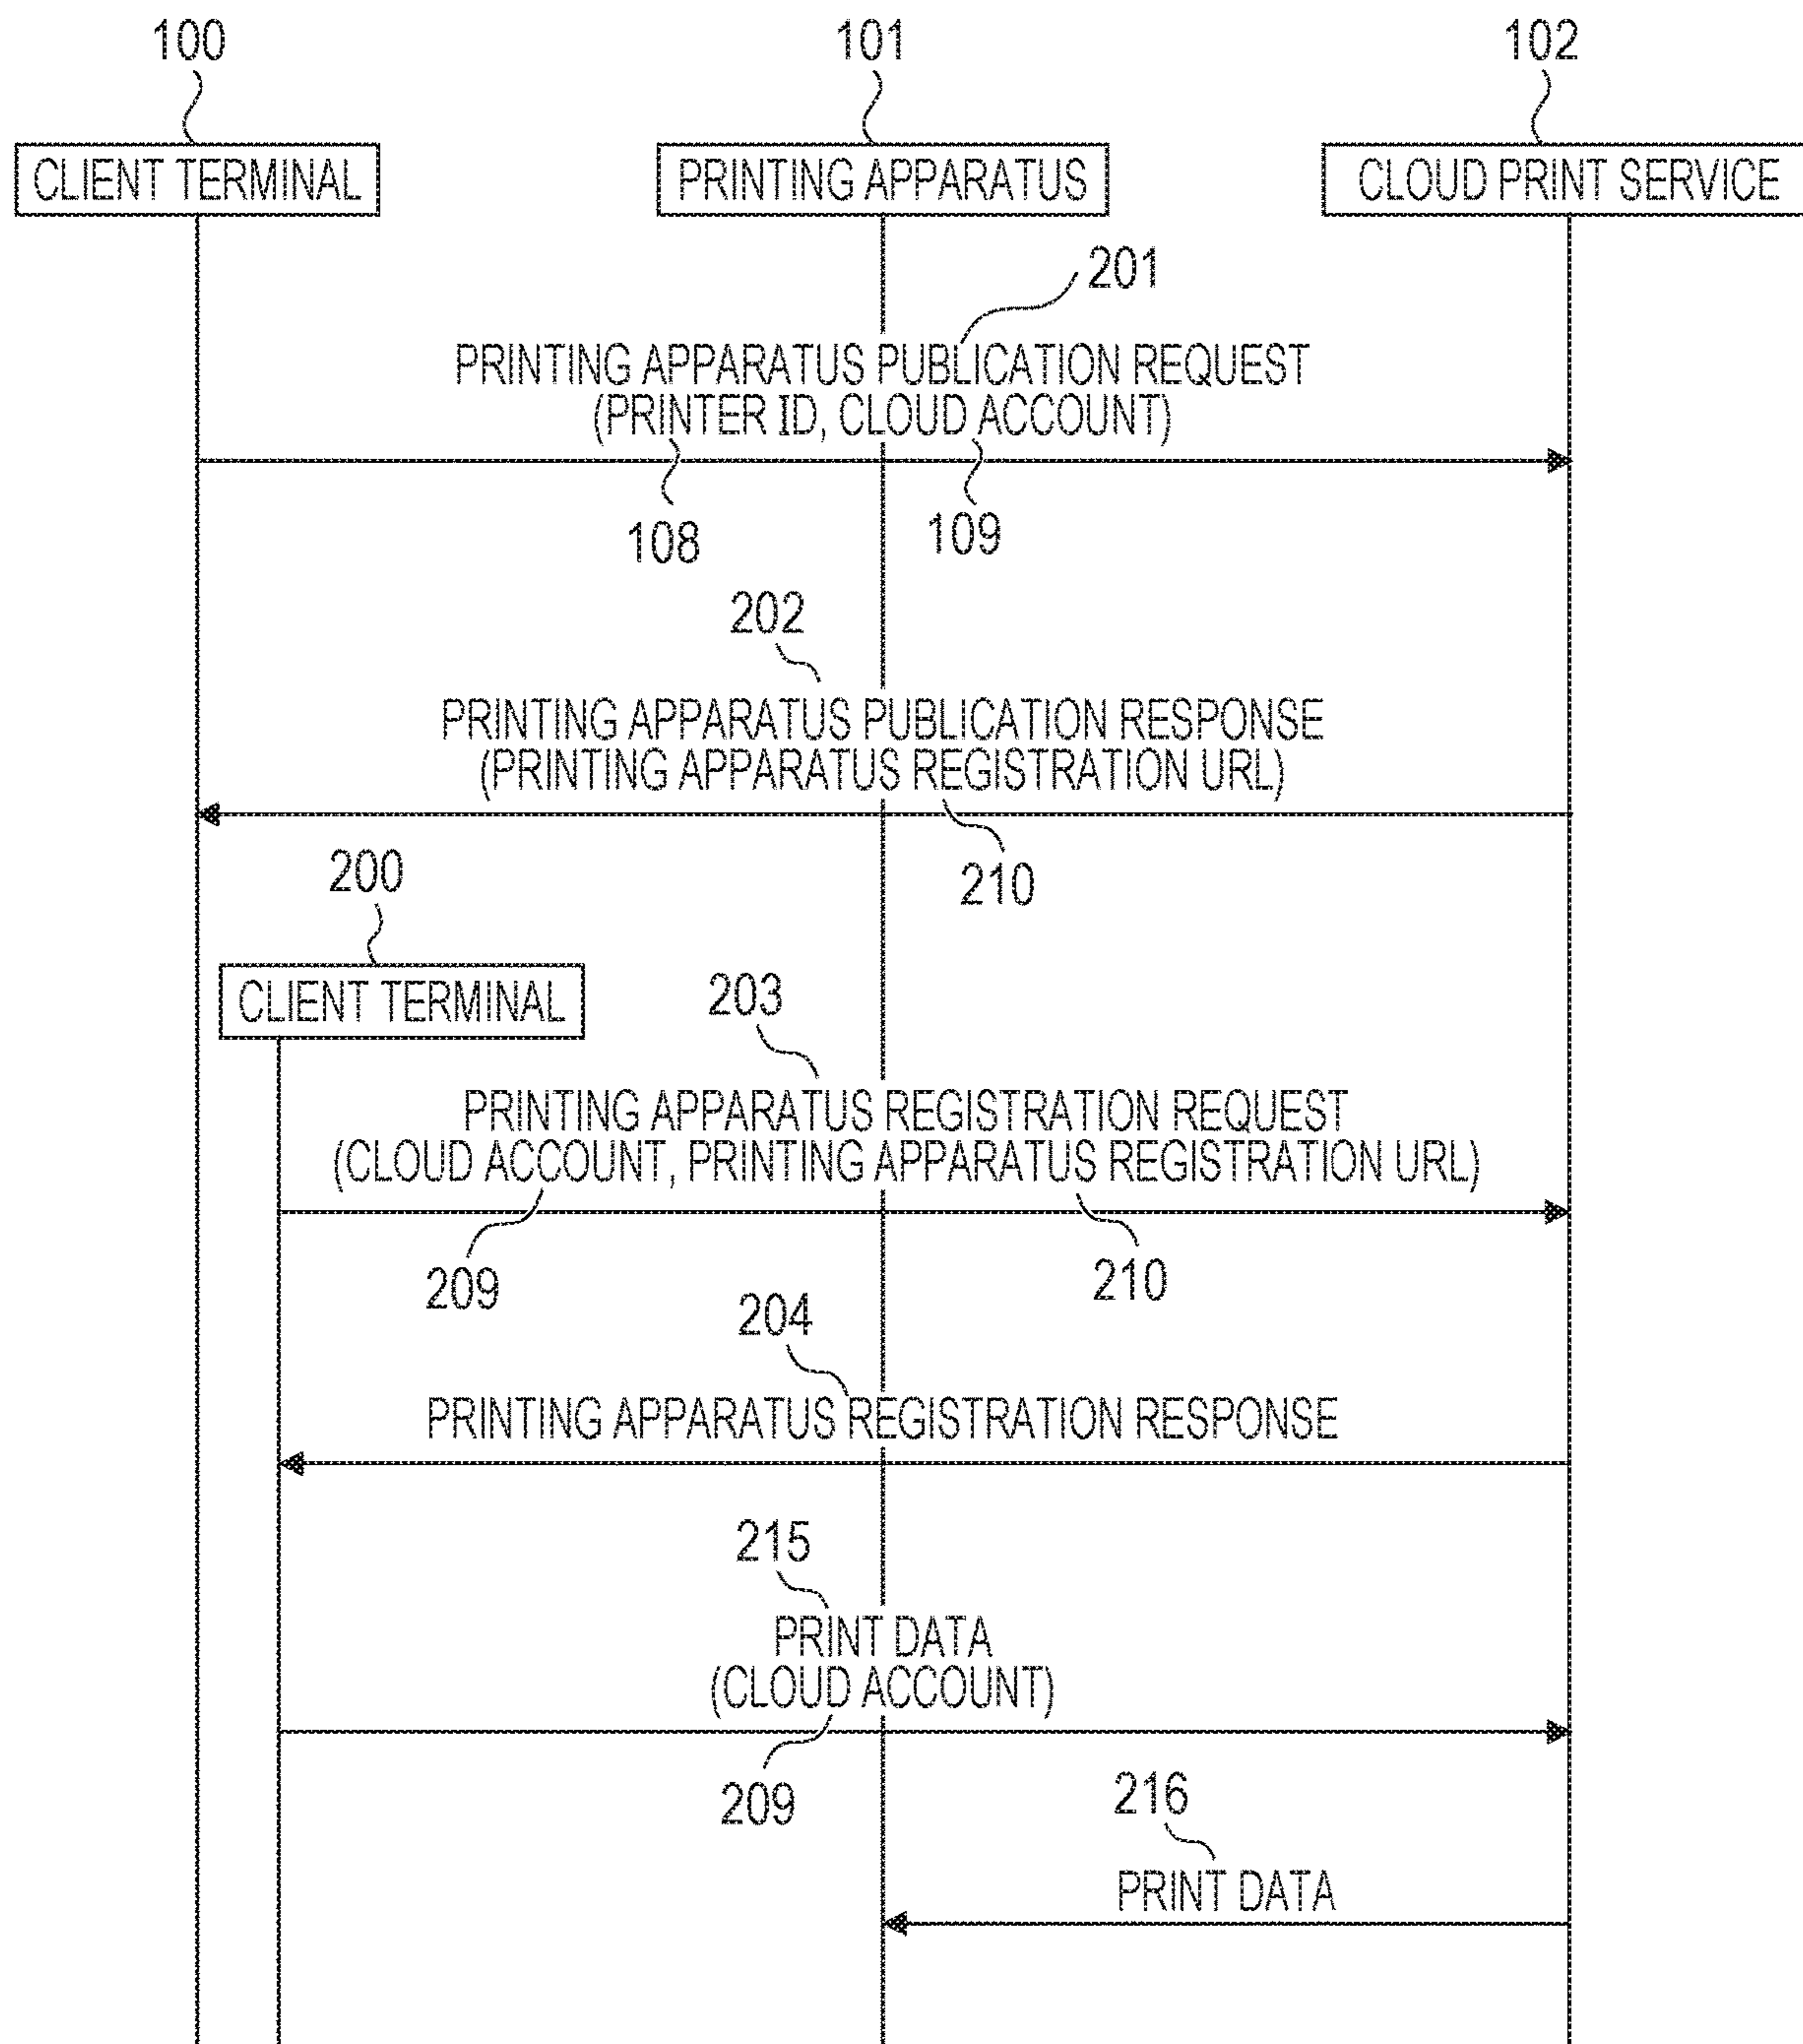 100
101
102
CLIENT TERMINAL
PRINTING APPARATUS
CLOUD PRINT SERVICE
201
PRINTING APPARATUS PUBLICATION REQUEST
(PRINTER ID, CLOUD ACCOUNT)
108
109
202
PRINTING APPARATUS PUBLICATION RESPONSE
(PRINTING APPARATUS REGISTRATION URL)
210
200
CLIENT TERMINAL
203
PRINTING APPARATUS REGISTRATION REQUEST
(CLOUD ACCOUNT, PRINTING APPARATUS REGISTRATION URL)
209
210
204
PRINTING APPARATUS REGISTRATION RESPONSE
215
PRINT DATA
(CLOUD ACCOUNT)
209
216
PRINT DATA